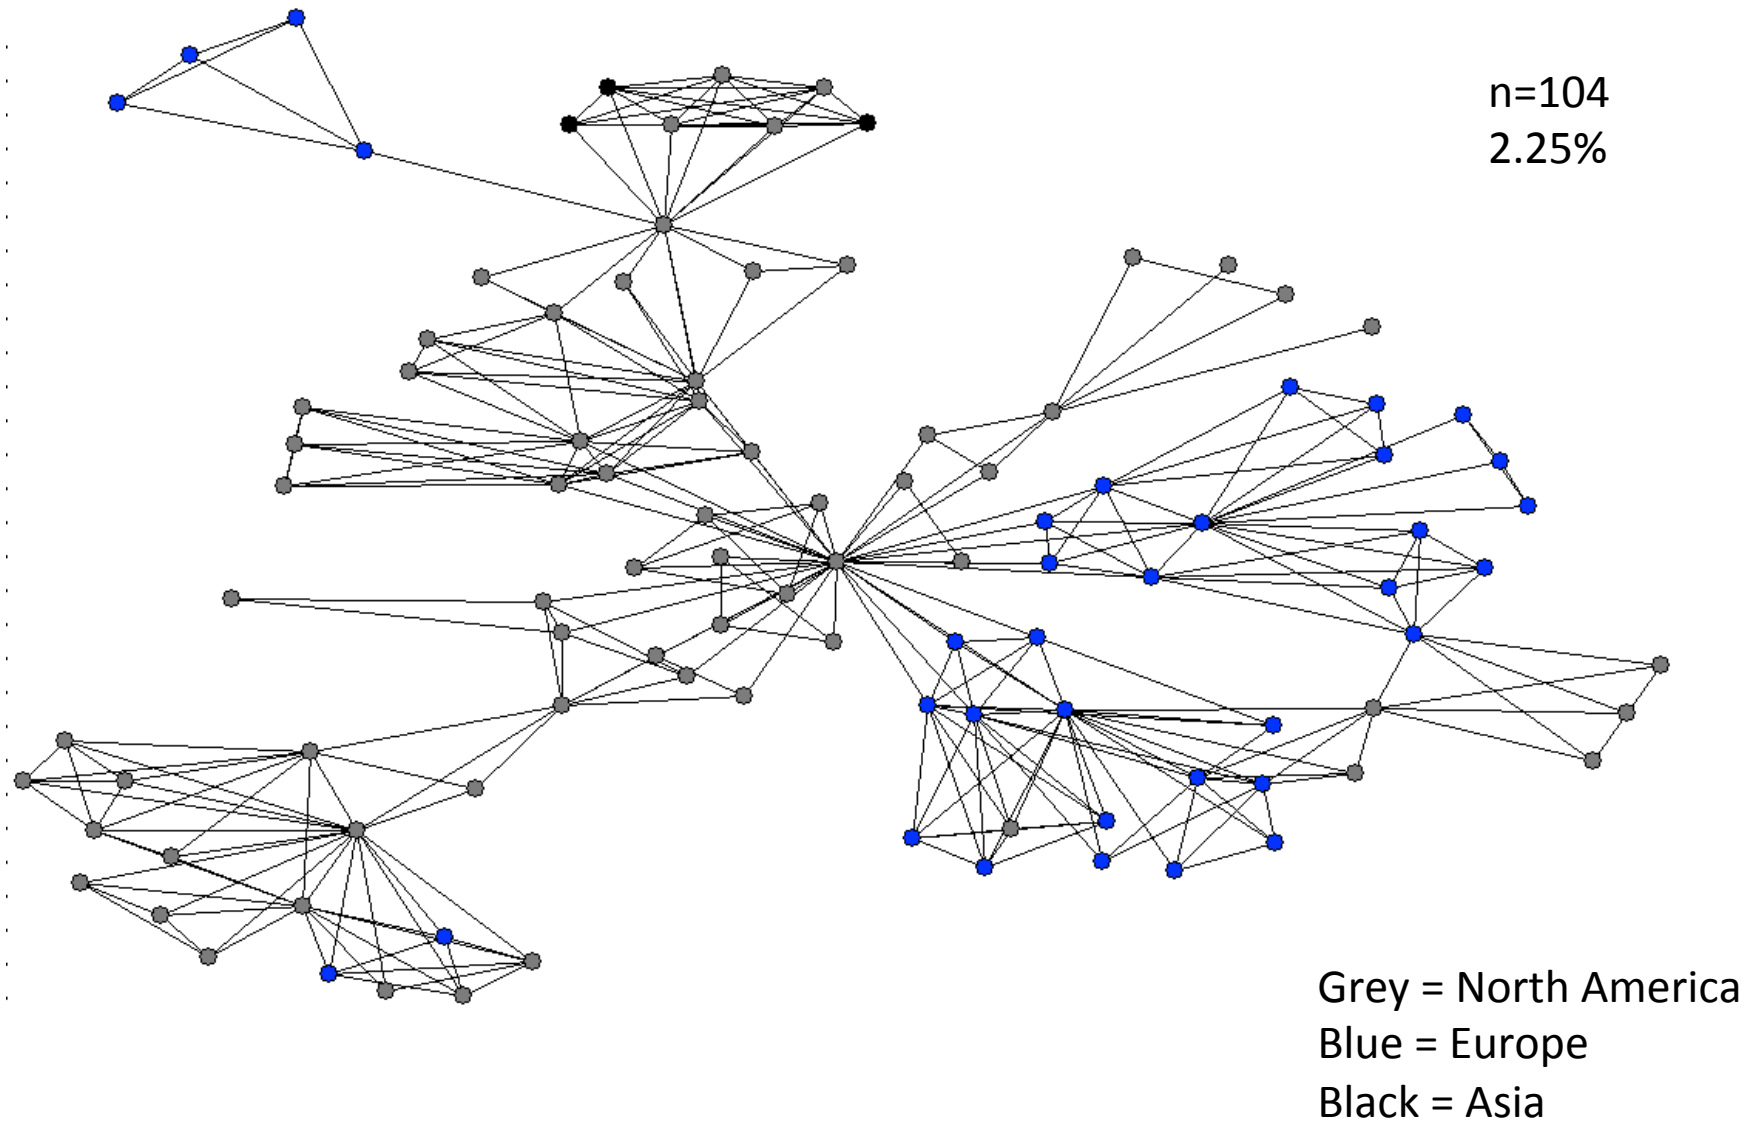 n=104
2.25%
Grey = North America
Blue = Europe
Black = Asia